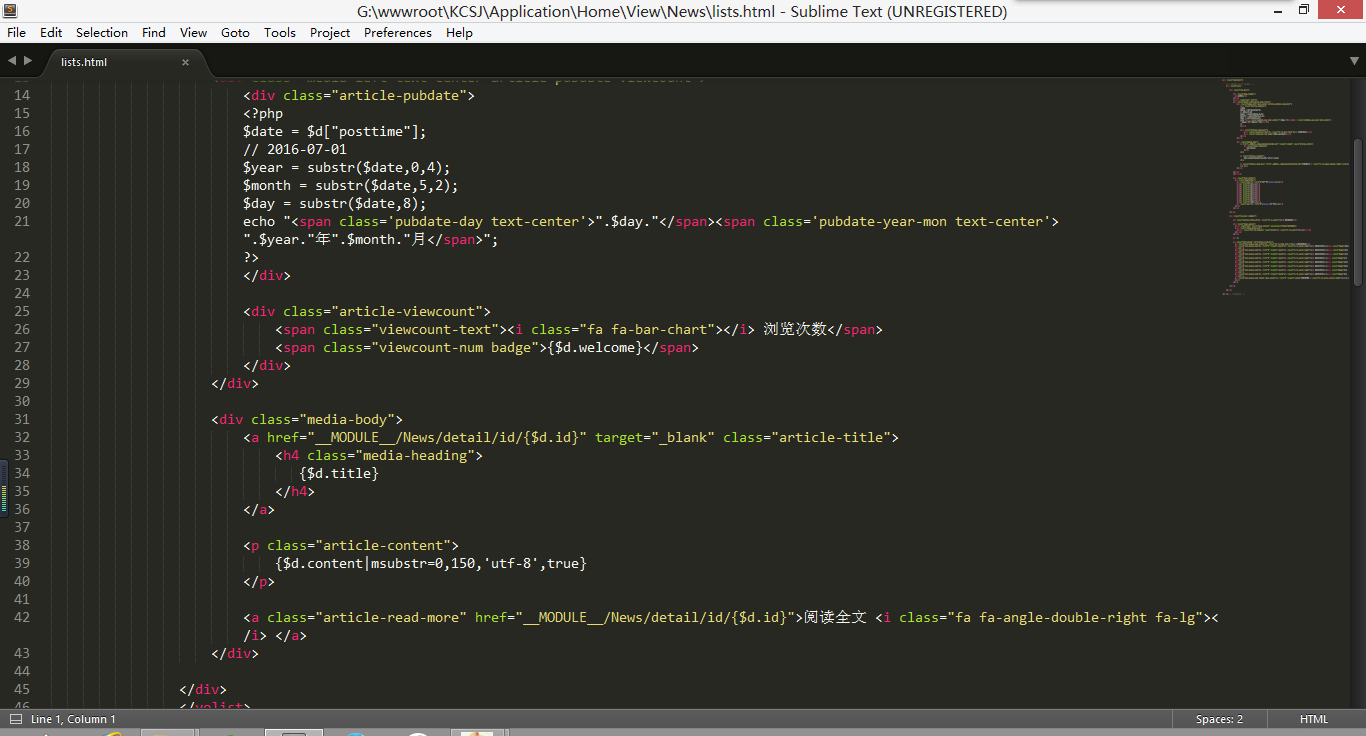 G:\wwwroot\KCSJ\Application\Home\View\News\lists.html - Sublime Text (UNREGISTERED)
File Edit Selection Find View Goto Tools Project Preferences Help
lists.html
14 <div class="article-pubdate">
15 <?php
16 $date = $d["posttime"];
17 // 2016-07-01
18 $year = substr($date,0,4);
19 $month = substr($date,5,2);
20 $day = substr($date,8);
21 echo "<span class='pubdate-day text-center'>".$day."</span><span class='pubdate-year-mon text-center'>
".$year."年".$month."月</span>";
22 ?>
23 </div>
24
25 <div class="article-viewcount">
26 <span class="viewcount-text"><i class="fa fa-bar-chart"></i> 浏览次数</span>
27 <span class="viewcount-num badge">{$d.welcome}</span>
28 </div>
29 </div>
30
31 <div class="media-body">
32 <a href="__MODULE__/News/detail/id/{$d.id}" target="_blank" class="article-title">
33 <h4 class="media-heading">
34 {$d.title}
35 </h4>
36 </a>
37
38 <p class="article-content">
39 {$d.content|msubstr=0,150,'utf-8',true}
40 </p>
41
42 <a class="article-read-more" href="__MODULE__/News/detail/id/{$d.id}">阅读全文 <i class="fa fa-angle-double-right fa-lg"><
/i> </a>
43 </div>
44
45 </div>
46 </volist>
Line 1, Column 1
Spaces: 2
HTML